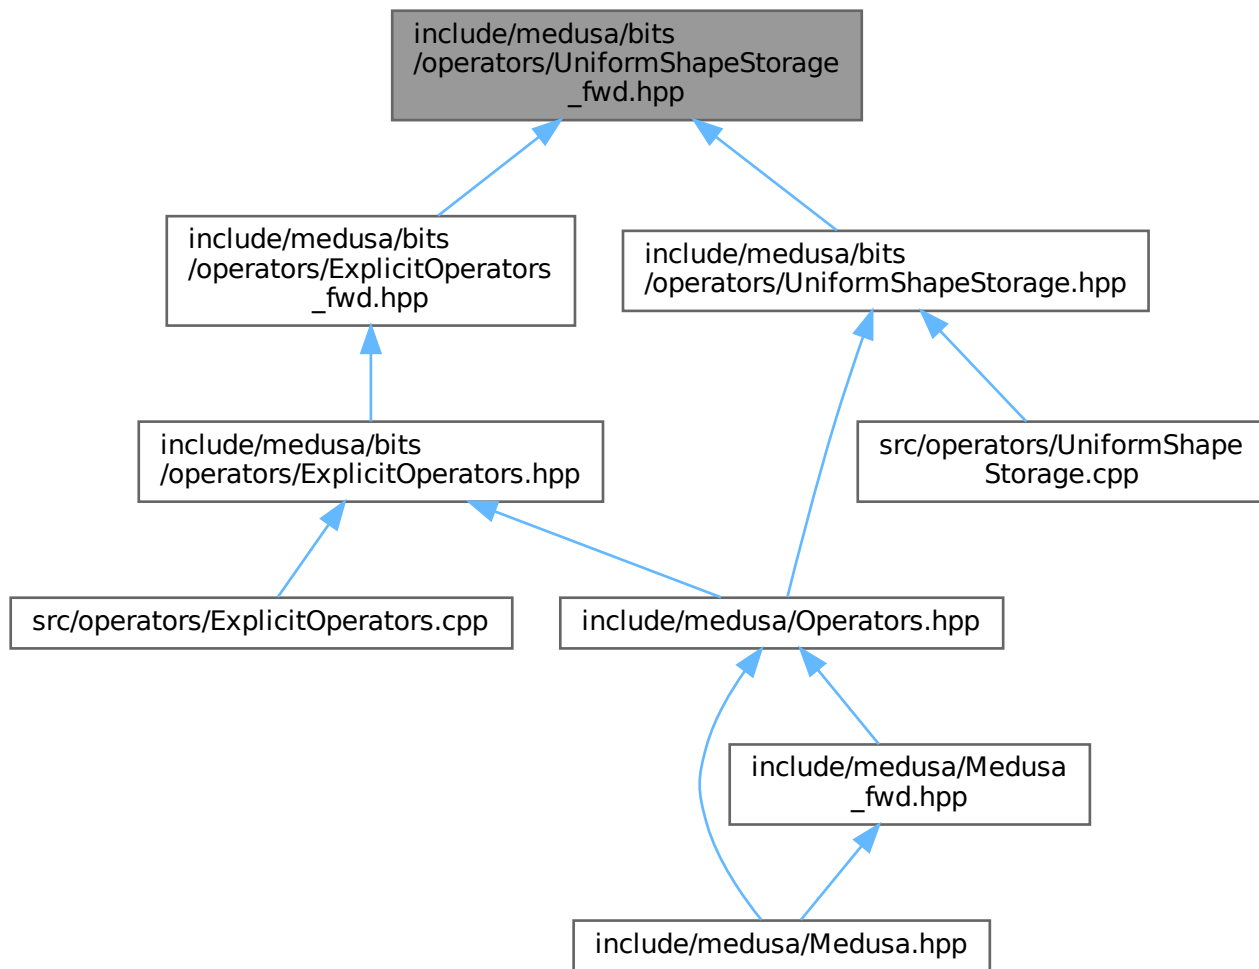 include/medusa/bits
/operators/UniformShapeStorage
_fwd.hpp
include/medusa/bits
/operators/ExplicitOperators
_fwd.hpp
include/medusa/bits
/operators/UniformShapeStorage.hpp
include/medusa/bits
/operators/ExplicitOperators.hpp
src/operators/UniformShape
Storage.cpp
src/operators/ExplicitOperators.cpp
include/medusa/Operators.hpp
include/medusa/Medusa
_fwd.hpp
include/medusa/Medusa.hpp